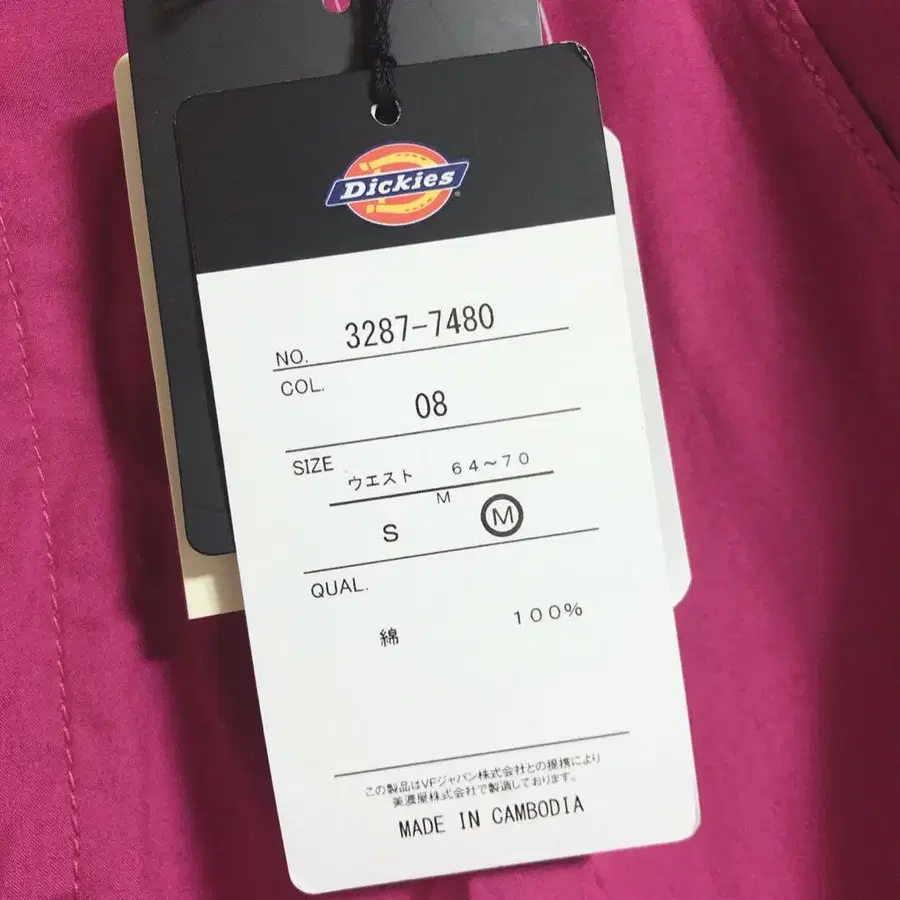 Dickies
NO. 3287-7480
COL.
08
SIZE
ウエスト 64~70
M
S Ⓜ
QUAL.
綿 100%
この製品はVFジャパン株式会社との提携により
美濃屋株式会社で製造しております。
MADE IN CAMBODIA